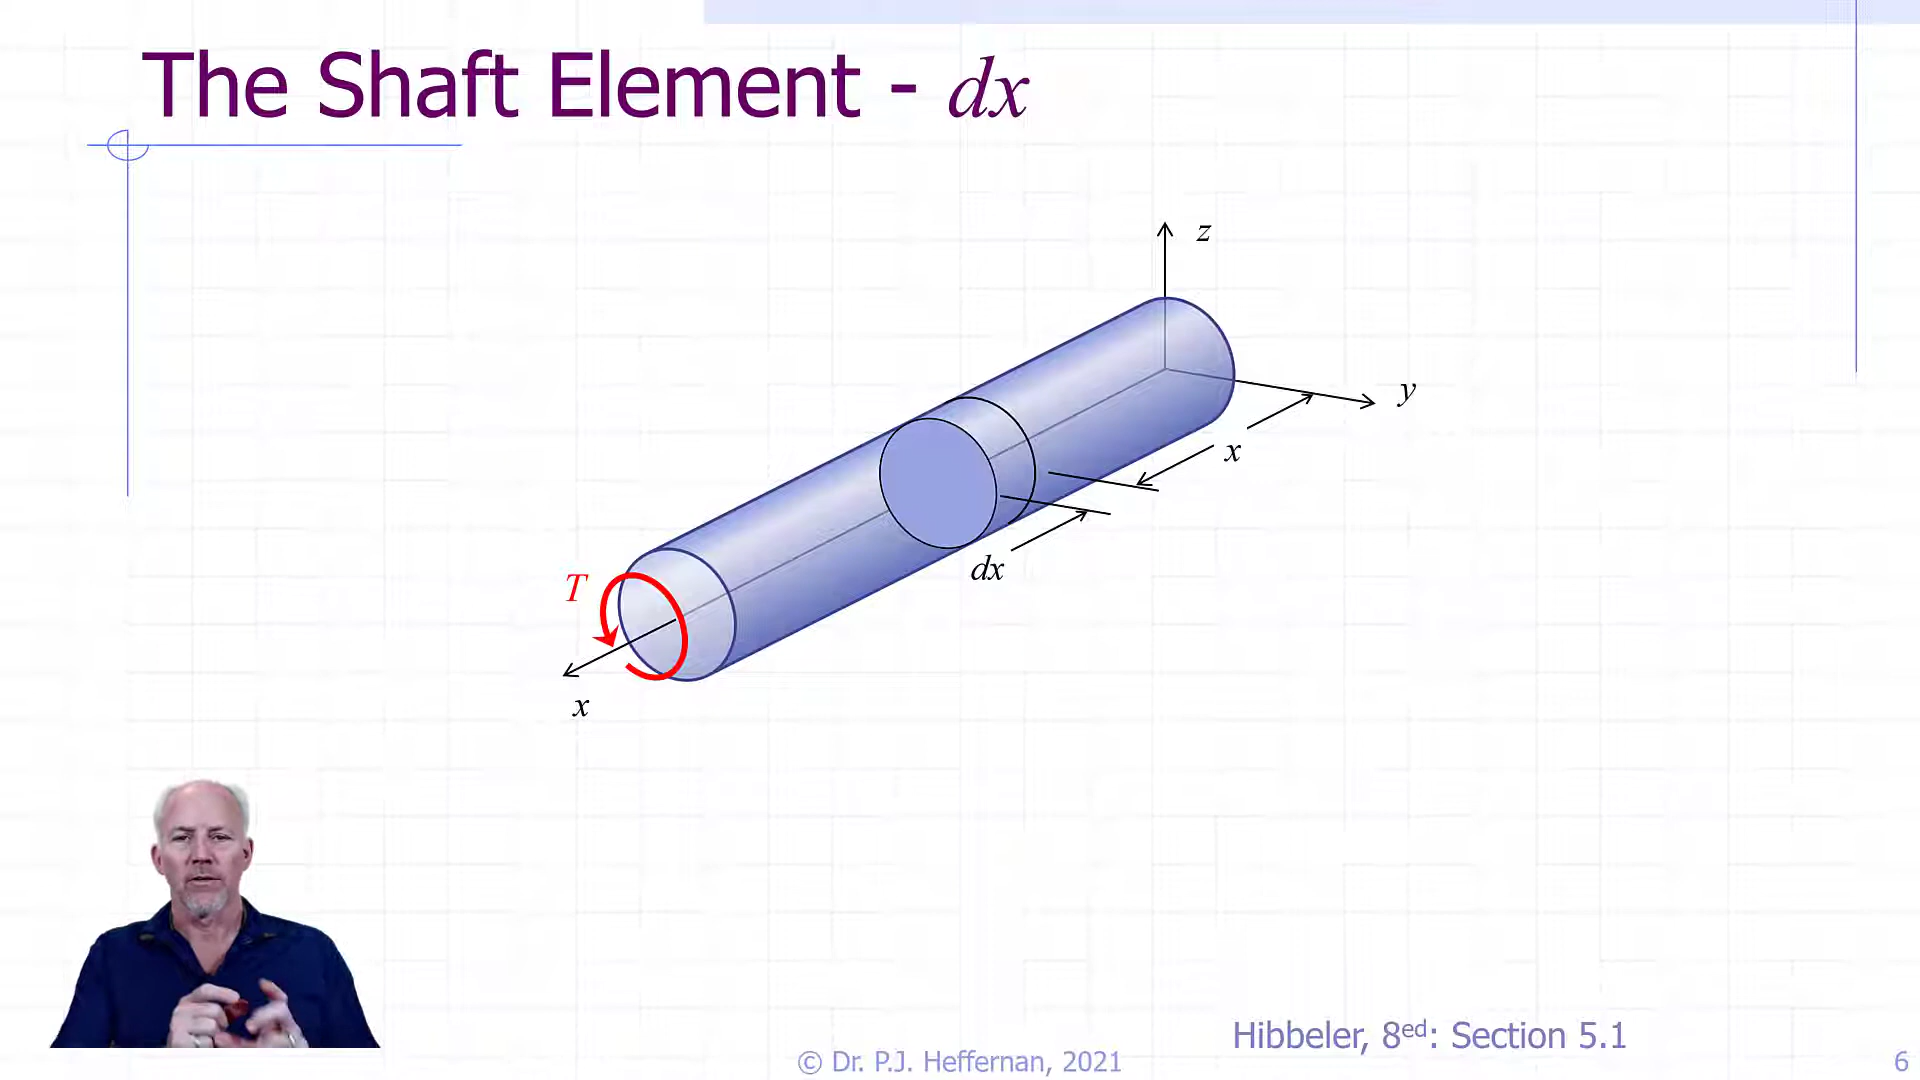 The Shaft Element - dx
z
y
x
dx
T
x
Hibbeler, 8ed: Section 5.1
© Dr. P.J. Heffernan, 2021
6